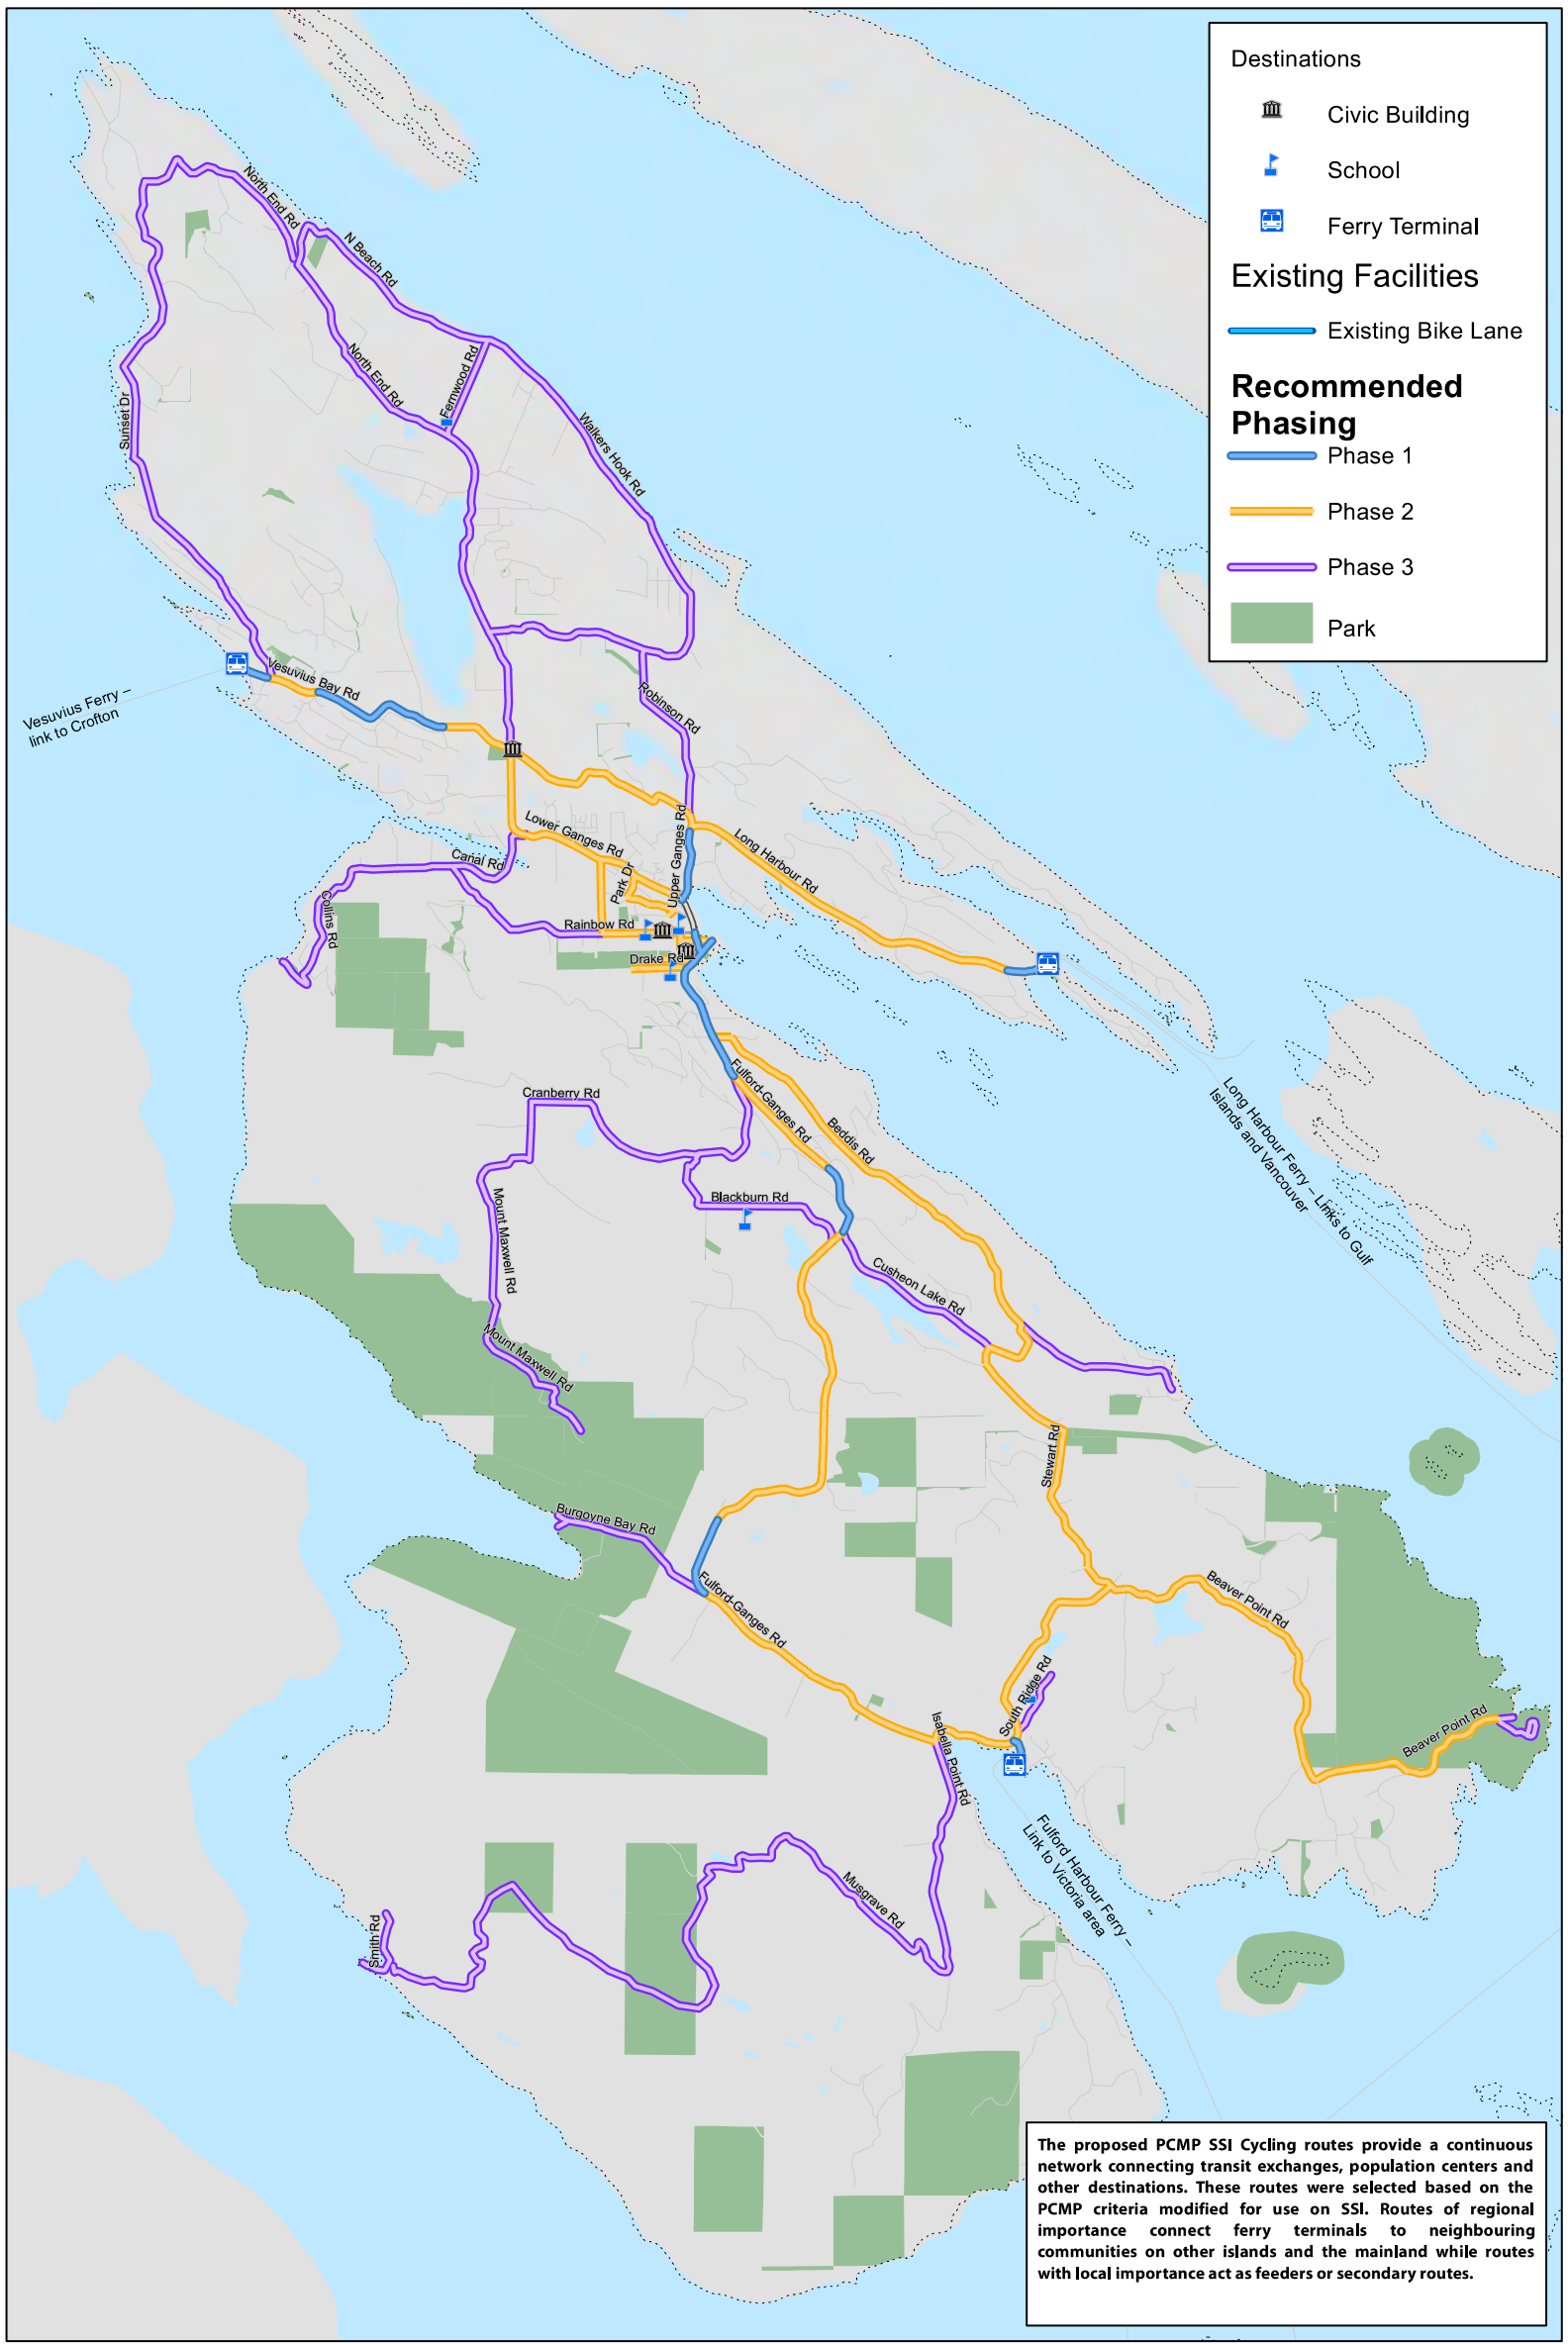 Destinations
Civic Building
School
Ferry Terminal
Existing Facilities
Existing Bike Lane
Recommended
Phasing
Phase 1
Phase 2
Phase 3
Park
North End Rd
N Beach Rd
North End Rd
Fernwood Rd
Sunset Dr
Walkers Hook Rd
Vesuvius Bay Rd
Vesuvius Ferry –
link to Crofton
Robinson Rd
Lower Ganges Rd
Upper Ganges Rd
Long Harbour Rd
Canal Rd
Park Dr
Collins Rd
Rainbow Rd
Drake Rd
Long Harbour Ferry – Links to Gulf
Islands and Vancouver
Cranberry Rd
Fulford-Ganges Rd
Beddis Rd
Blackburn Rd
Mount Maxwell Rd
Cusheon Lake Rd
Mount Maxwell Rd
Stewart Rd
Burgoyne Bay Rd
Fulford-Ganges Rd
Beaver Point Rd
South Ridge Rd
Isabella Point Rd
Beaver Point Rd
Fulford Harbour Ferry –
Link to Victoria area
Musgrave Rd
Smith Rd
The proposed PCMP SSI Cycling routes provide a continuous
network connecting transit exchanges, population centers and
other destinations. These routes were selected based on the
PCMP criteria modified for use on SSI. Routes of regional
importance connect ferry terminals to neighbouring
communities on other islands and the mainland while routes
with local importance act as feeders or secondary routes.